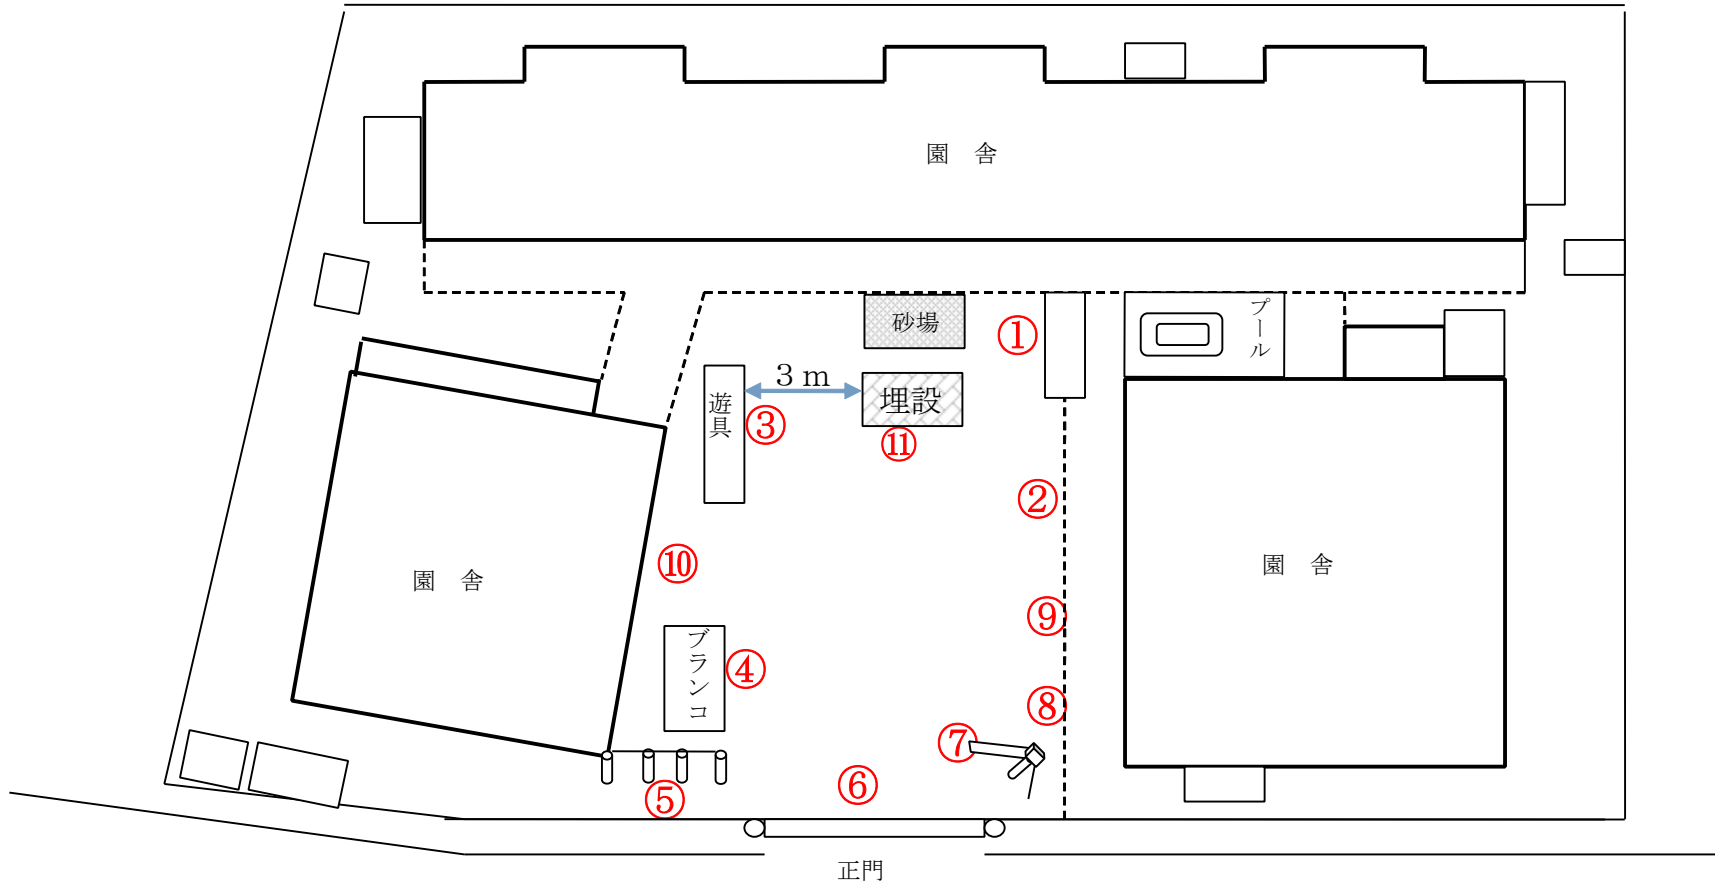 園　舎
砂場
①
プール
３ｍ
遊具
③
埋設
⑪
②
⑩
園　舎
園　舎
⑨
ブランコ
④
⑧
⑦
⑥
⑤
正門